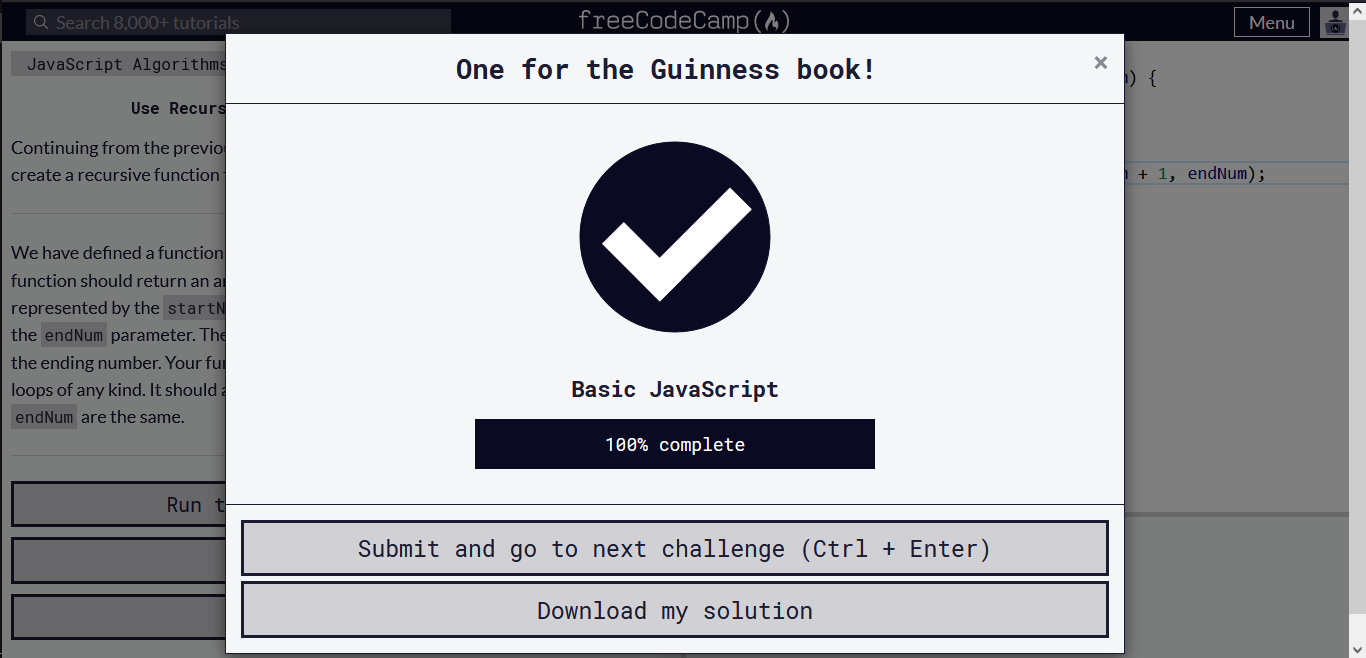 Search 8,000+ tutorials
freeCodeCamp(🔥)
Menu
One for the Guinness book!
×
JavaScript Algorithms
Use Recurs
Continuing from the previou
create a recursive function
We have defined a function
function should return an a
represented by the startN
the endNum parameter. The
the ending number. Your fu
loops of any kind. It should a
endNum are the same.
Run t
) {
+ 1, endNum);
Basic JavaScript
100% complete
Submit and go to next challenge (Ctrl + Enter)
Download my solution